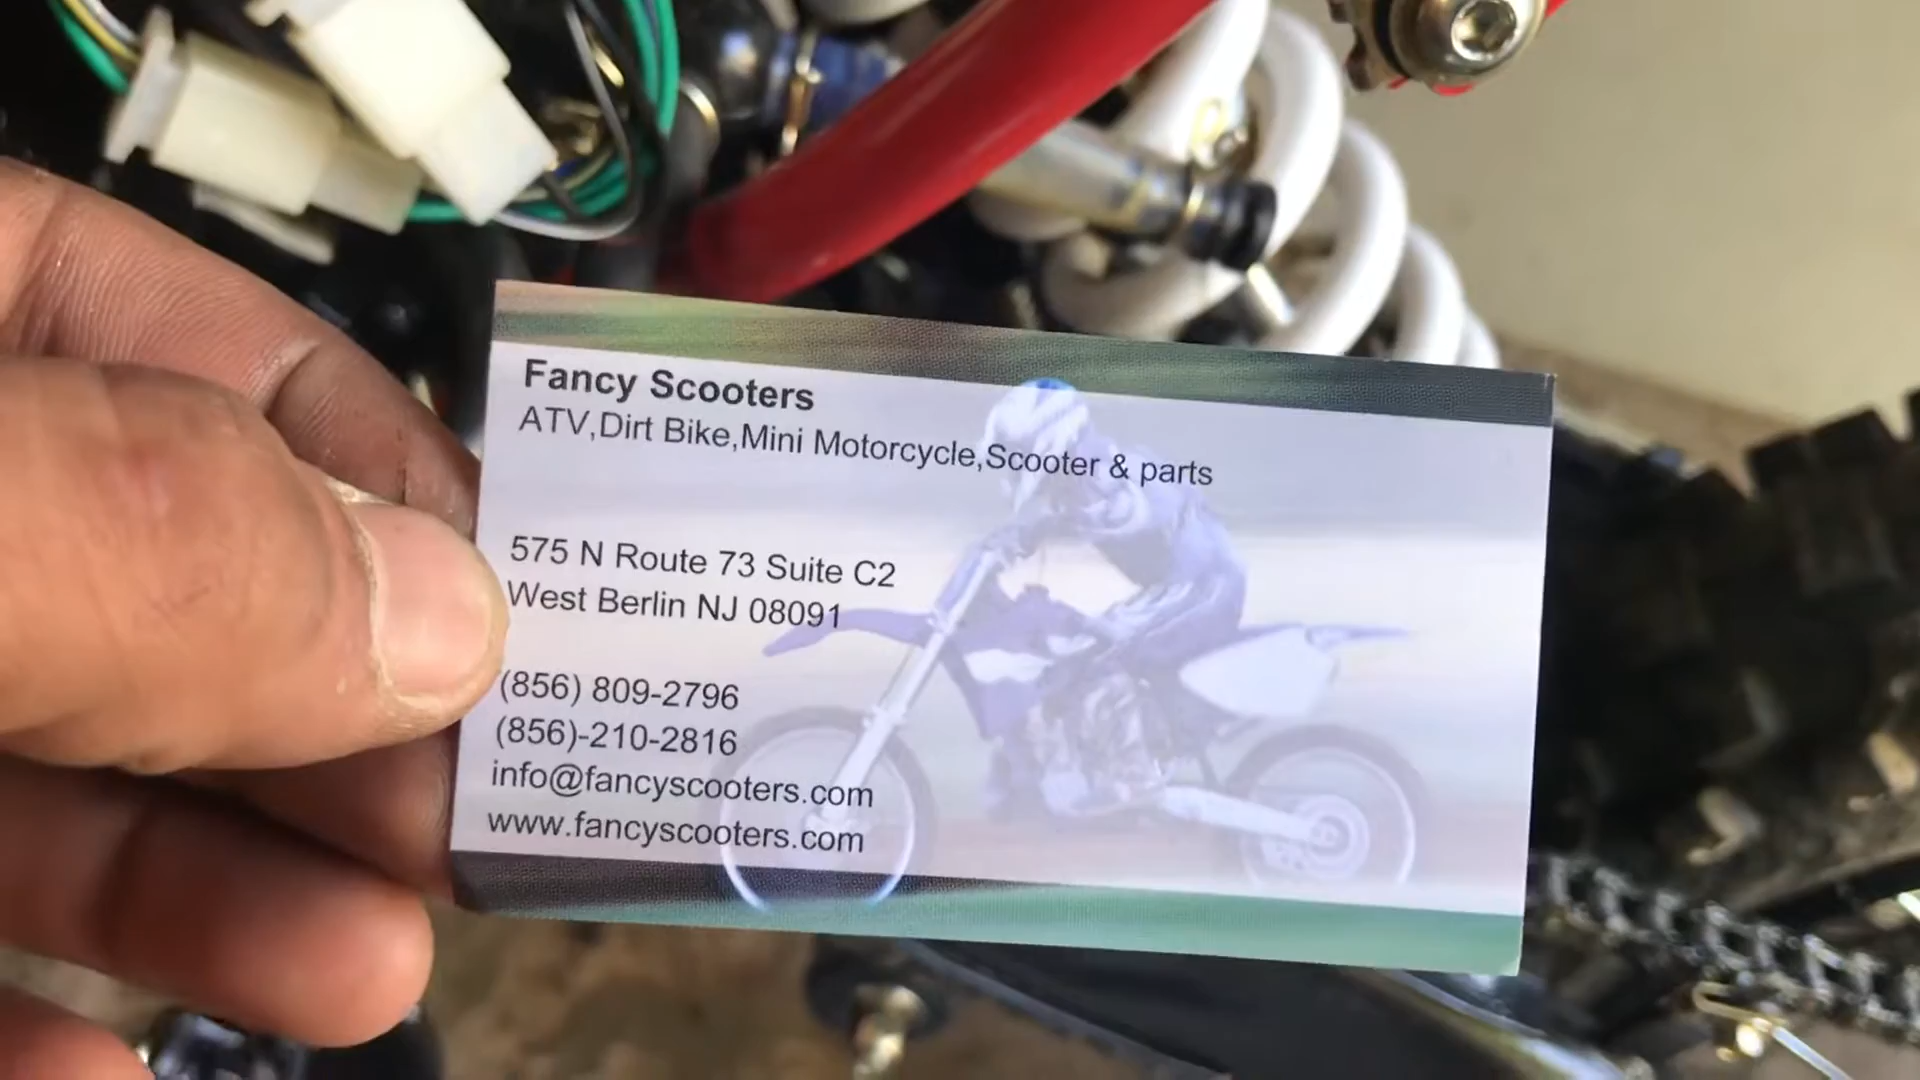 Fancy Scooters
ATV,Dirt Bike,Mini Motorcycle,Scooter & parts
575 N Route 73 Suite C2
West Berlin NJ 08091
(856) 809-2796
(856)-210-2816
info@fancyscooters.com
www.fancyscooters.com